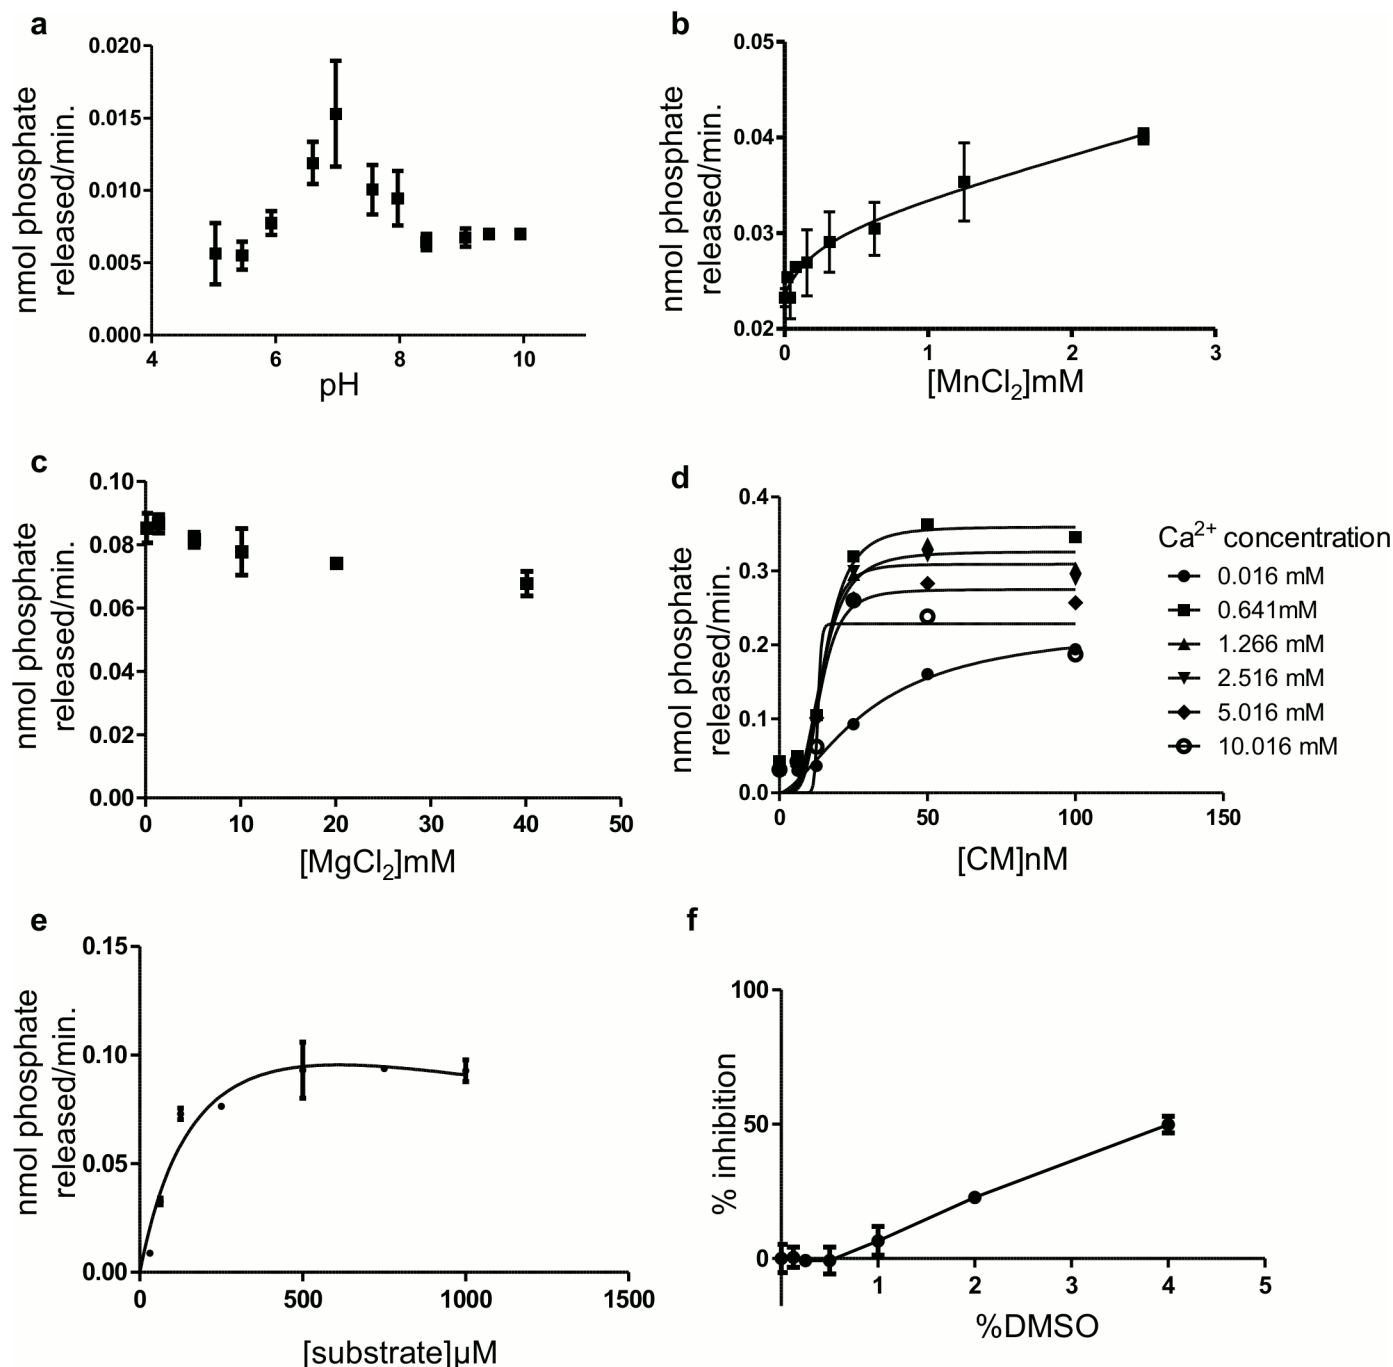 a
nmol phosphate
released/min.
0.020
0.015
0.010
0.005
0.000
4 6 8 10
pH
b
nmol phosphate
released/min.
0.05
0.04
0.03
0.02
0 1 2 3
[MnCl₂]mM
c
nmol phosphate
released/min.
0.10
0.08
0.06
0.04
0.02
0.00
0 10 20 30 40 50
[MgCl₂]mM
d
nmol phosphate
released/min.
0.4
0.3
0.2
0.1
0.0
0 50 100 150
[CM]nM
Ca²⁺ concentration
0.016 mM
0.641mM
1.266 mM
2.516 mM
5.016 mM
10.016 mM
e
nmol phosphate
released/min.
0.15
0.10
0.05
0.00
0 500 1000 1500
[substrate]µM
f
% inhibition
100
50
0
1 2 3 4 5
%DMSO